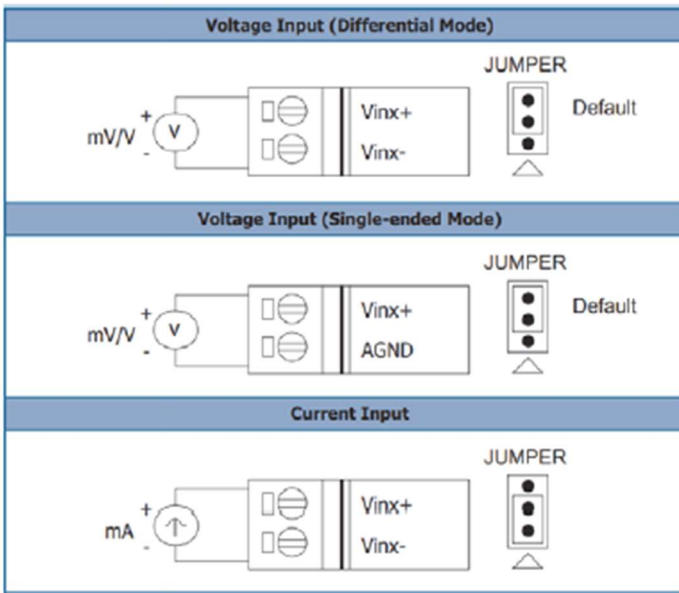 Voltage Input (Differential Mode)
JUMPER
Default
+
mV/V
V
-
Vinx+
Vinx-
Voltage Input (Single-ended Mode)
JUMPER
Default
+
mV/V
V
-
Vinx+
AGND
Current Input
JUMPER
+
mA
-
Vinx+
Vinx-